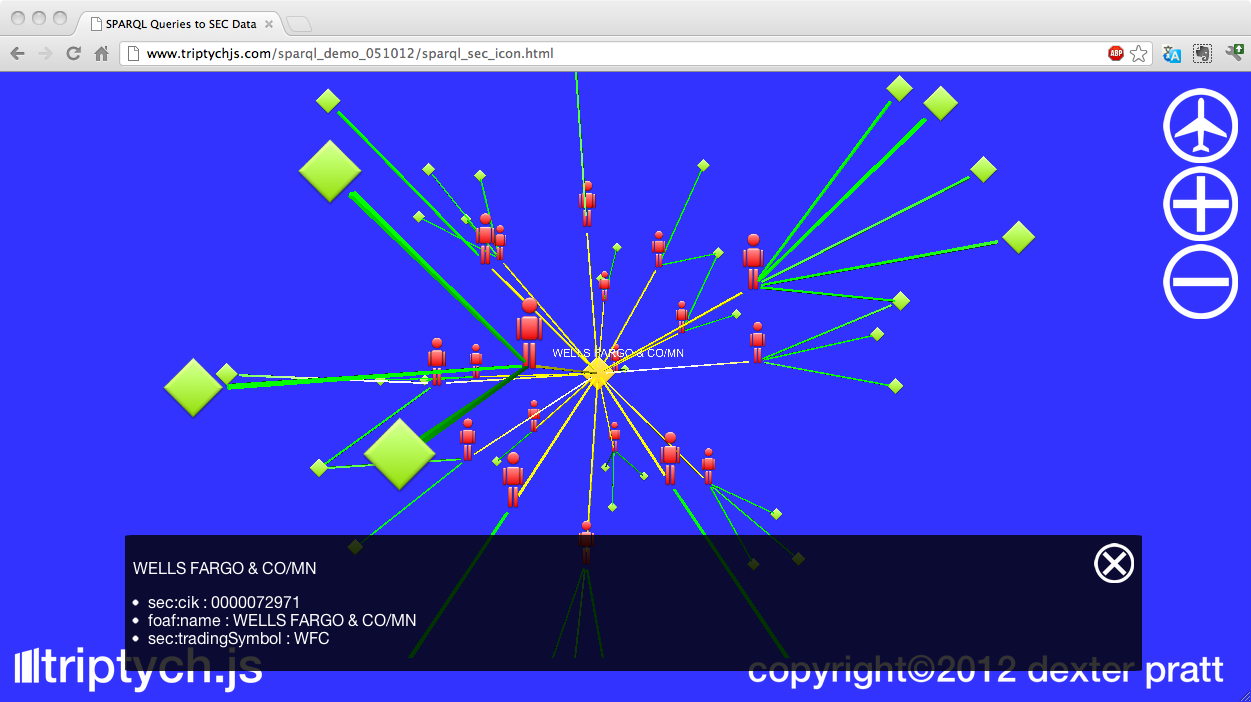 SPARQL Queries to SEC Data
www.triptychjs.com/sparql_demo_051012/sparql_sec_icon.html
ABP
WELLS FARGO & CO/MN
WELLS FARGO & CO/MN
sec:cik : 0000072971
foaf:name : WELLS FARGO & CO/MN
sec:tradingSymbol : WFC
triptych.js
copyright©2012 dexter pratt